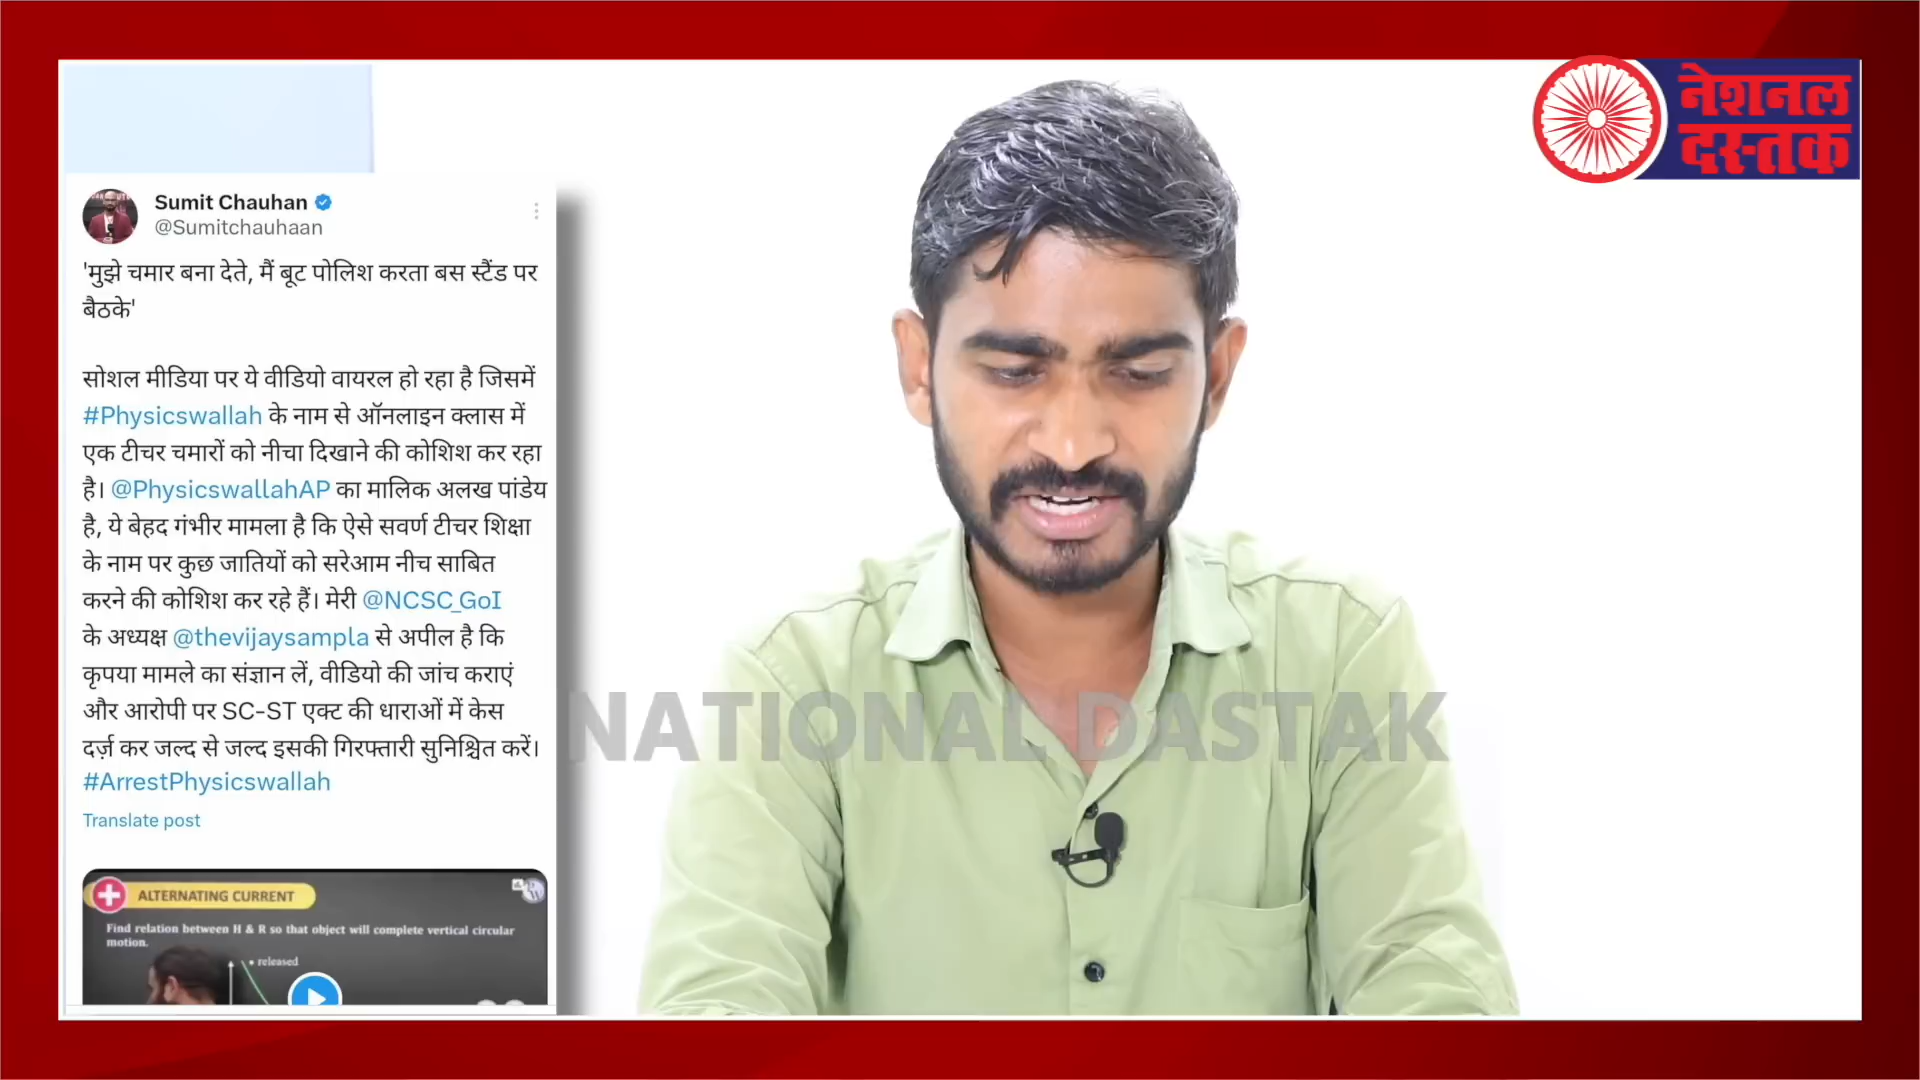 नेशनल
दस्तक
Sumit Chauhan
@Sumitchauhaan
'मुझे चमार बना देते, मैं बूट पोलिश करता बस स्टैंड पर
बैठके'
सोशल मीडिया पर ये वीडियो वायरल हो रहा है जिसमें
#Physicswallah के नाम से ऑनलाइन क्लास में
एक टीचर चमारों को नीचा दिखाने की कोशिश कर रहा
है। @PhysicswallahAP का मालिक अलख पांडेय
है, ये बेहद गंभीर मामला है कि ऐसे सवर्ण टीचर शिक्षा
के नाम पर कुछ जातियों को सरेआम नीच साबित
करने की कोशिश कर रहे हैं। मेरी @NCSC_GoI
के अध्यक्ष @thevijaysampla से अपील है कि
कृपया मामले का संज्ञान लें, वीडियो की जांच कराएं
और आरोपी पर SC-ST एक्ट की धाराओं में केस
दर्ज़ कर जल्द से जल्द इसकी गिरफ्तारी सुनिश्चित करें।
#ArrestPhysicswallah
Translate post
ALTERNATING CURRENT
Find relation between H & R so that object will complete vertical circular
motion.
released
NATIONAL DASTAK